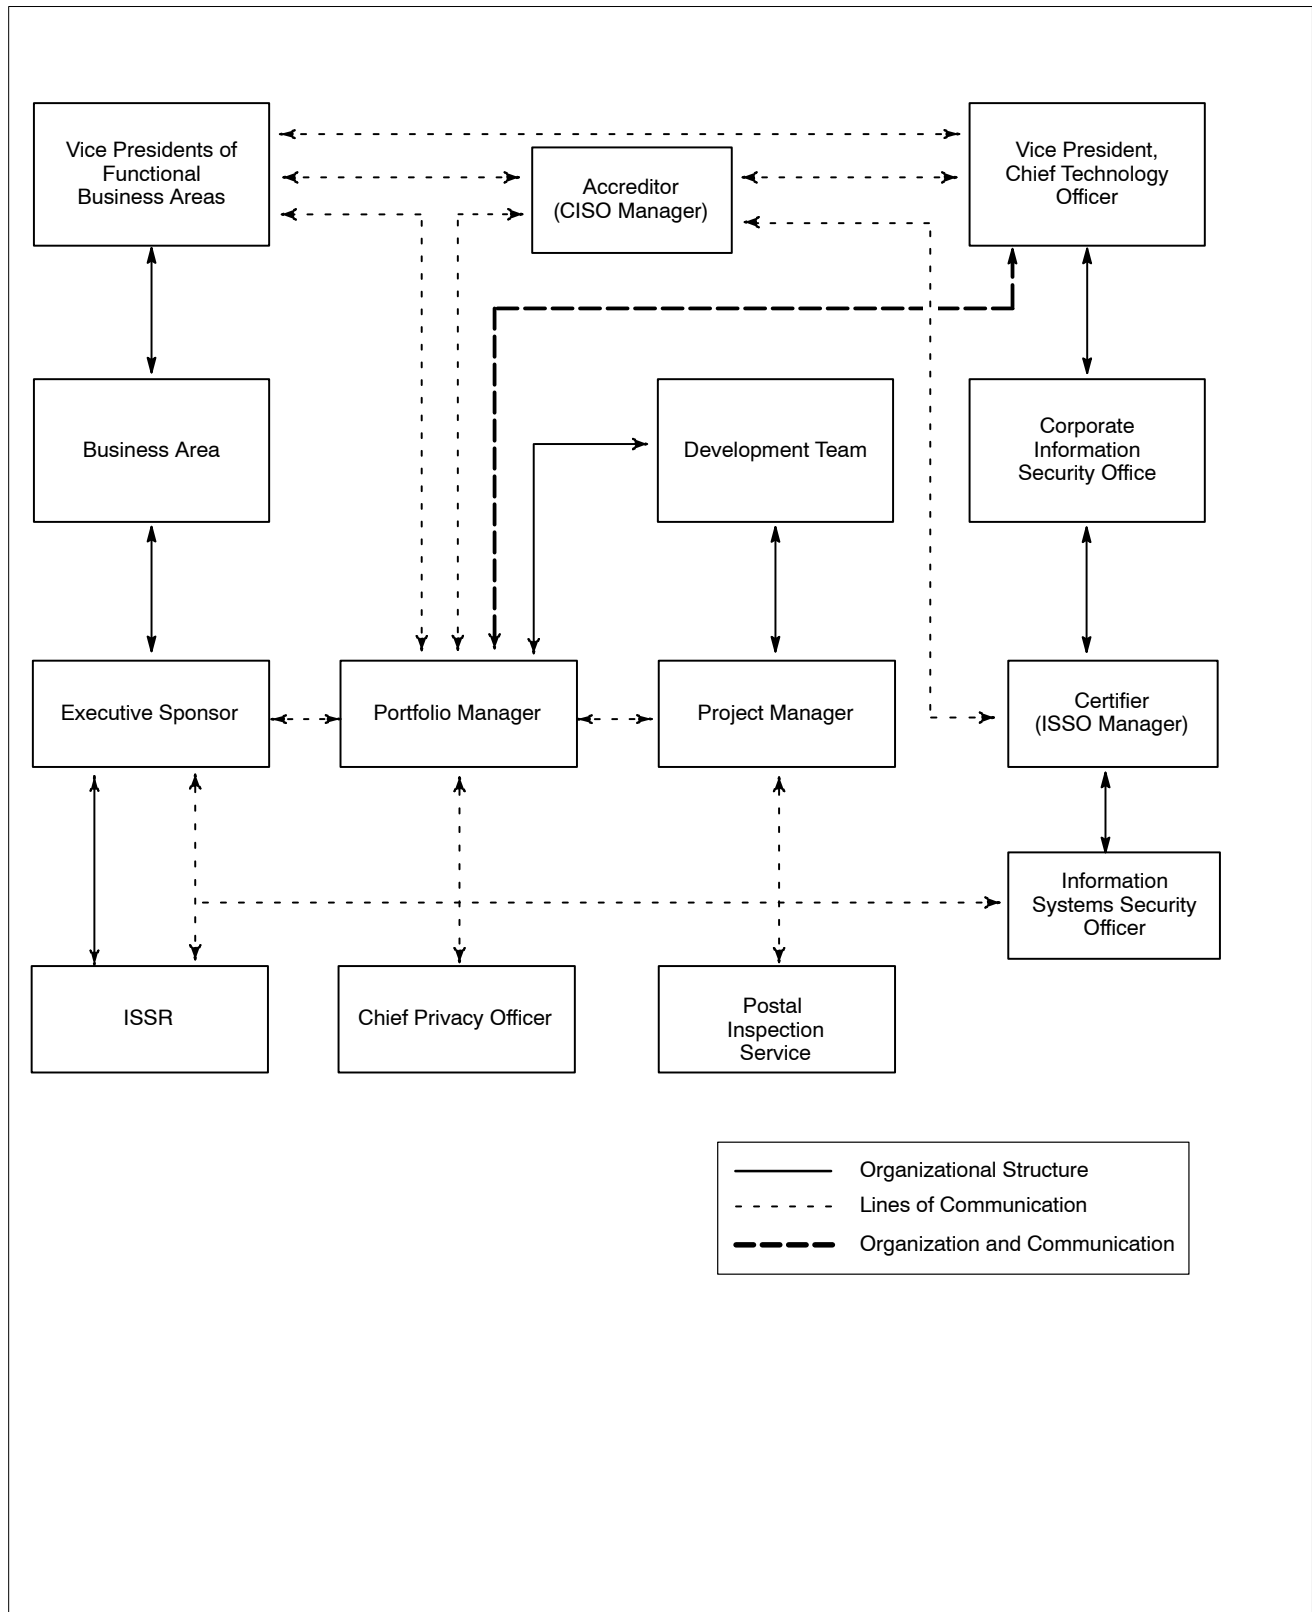 Vice Presidents of
Functional
Business Areas
Accreditor
(CISO Manager)
Vice President,
Chief Technology
Officer
Business Area
Development Team
Corporate
Information
Security Office
Executive Sponsor
Portfolio Manager
Project Manager
Certifier
(ISSO Manager)
Information
Systems Security
Officer
ISSR
Chief Privacy Officer
Postal
Inspection
Service
Organizational Structure
Lines of Communication
Organization and Communication